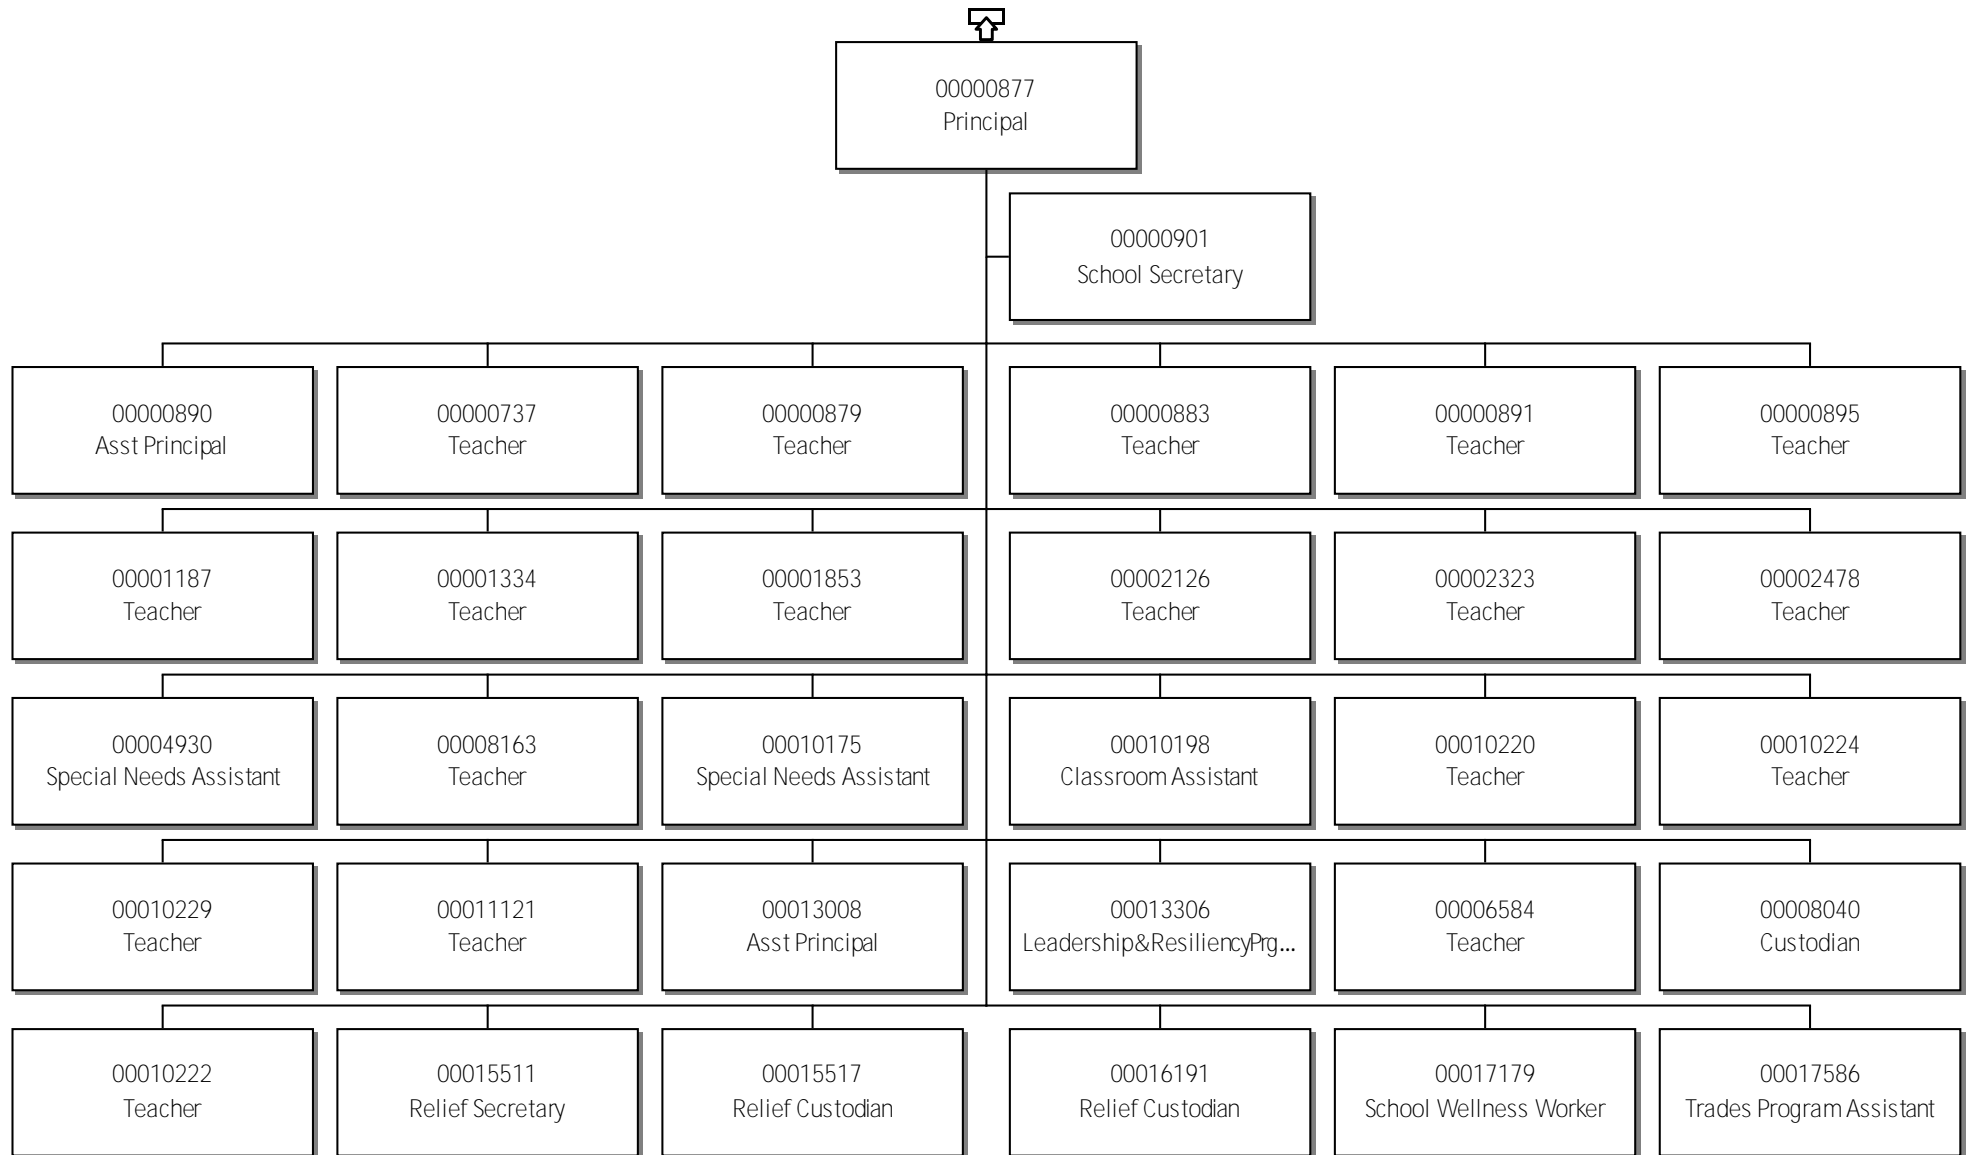 00000877
Principal
00000901
School Secretary
00000890
Asst Principal
00000737
Teacher
00000879
Teacher
00000883
Teacher
00000891
Teacher
00000895
Teacher
00001187
Teacher
00001334
Teacher
00001853
Teacher
00002126
Teacher
00002323
Teacher
00002478
Teacher
00004930
Special Needs Assistant
00008163
Teacher
00010175
Special Needs Assistant
00010198
Classroom Assistant
00010220
Teacher
00010224
Teacher
00010229
Teacher
00011121
Teacher
00013008
Asst Principal
00013306
Leadership&ResiliencyPrg...
00006584
Teacher
00008040
Custodian
00010222
Teacher
00015511
Relief Secretary
00015517
Relief Custodian
00016191
Relief Custodian
00017179
School Wellness Worker
00017586
Trades Program Assistant